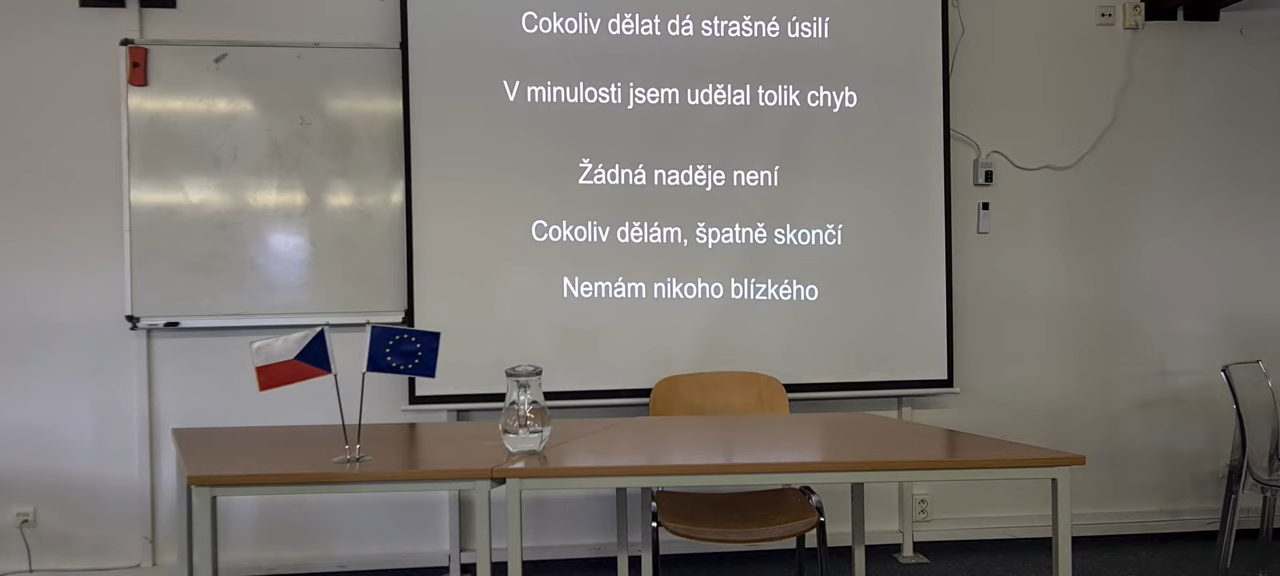 Cokoliv dělat dá strašné úsilí
V minulosti jsem udělal tolik chyb
Žádná naděje není
Cokoliv dělám, špatně skončí
Nemám nikoho blízkého